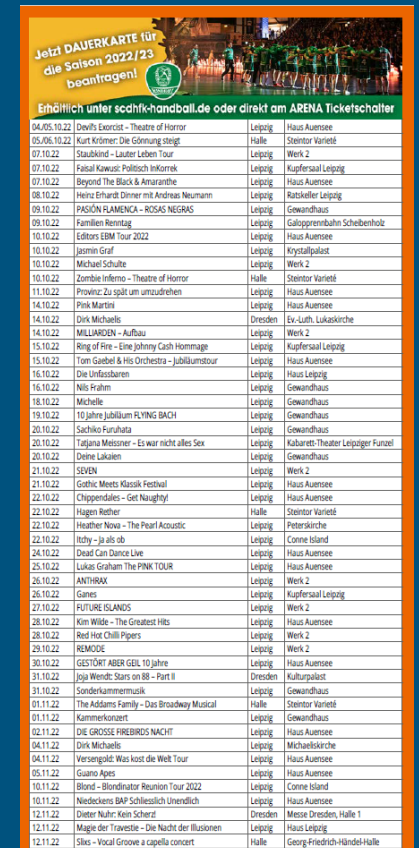 Jetzt DAUERKARTE für
die Saison 2022/23
beantragen!
Erhältlich unter scdhfk-handball.de oder direkt am ARENA Ticketschalter
04./05.10.22 Devil's Exorcist – Theatre of Horror Leipzig Haus Auensee
05./06.10.22 Kurt Krömer: Die Gönnung steigt Halle Steintor Varieté
07.10.22 Staubkind – Lauter Leben Tour Leipzig Werk 2
07.10.22 Faisal Kawusi: Politisch InKorrek Leipzig Kupfersaal Leipzig
07.10.22 Beyond The Black & Amaranthe Leipzig Haus Auensee
08.10.22 Heinz Erhardt Dinner mit Andreas Neumann Leipzig Ratskeller Leipzig
09.10.22 PASIÓN FLAMENCA – ROSAS NEGRAS Leipzig Gewandhaus
09.10.22 Familien Renntag Leipzig Galopprennbahn Scheibenholz
10.10.22 Editors EBM Tour 2022 Leipzig Haus Auensee
10.10.22 Jasmin Graf Leipzig Krystallpalast
10.10.22 Michael Schulte Leipzig Werk 2
10.10.22 Zombie Inferno – Theatre of Horror Halle Steintor Varieté
11.10.22 Provinz: Zu spät um umzudrehen Leipzig Haus Auensee
14.10.22 Pink Martini Leipzig Haus Auensee
14.10.22 Dirk Michaelis Dresden Ev.-Luth. Lukaskirche
14.10.22 MILLIARDEN – Aufbau Leipzig Werk 2
15.10.22 Ring of Fire – Eine Johnny Cash Hommage Leipzig Kupfersaal Leipzig
15.10.22 Tom Gaebel & His Orchestra – Jubiläumstour Leipzig Haus Auensee
16.10.22 Die Unfassbaren Leipzig Haus Leipzig
16.10.22 Nils Frahm Leipzig Gewandhaus
18.10.22 Michelle Leipzig Gewandhaus
19.10.22 10 Jahre Jubiläum FLYING BACH Leipzig Gewandhaus
20.10.22 Sachiko Furuhata Leipzig Gewandhaus
20.10.22 Tatjana Meissner – Es war nicht alles Sex Leipzig Kabarett-Theater Leipziger Funzel
20.10.22 Deine Lakaien Leipzig Gewandhaus
21.10.22 SEVEN Leipzig Werk 2
21.10.22 Gothic Meets Klassik Festival Leipzig Haus Auensee
22.10.22 Chippendales – Get Naughty! Leipzig Haus Auensee
22.10.22 Hagen Rether Halle Steintor Varieté
22.10.22 Heather Nova – The Pearl Acoustic Leipzig Peterskirche
22.10.22 Itchy – Ja als ob Leipzig Conne Island
24.10.22 Dead Can Dance Live Leipzig Haus Auensee
25.10.22 Lukas Graham The PINK TOUR Leipzig Haus Auensee
26.10.22 ANTHRAX Leipzig Werk 2
26.10.22 Ganes Leipzig Kupfersaal Leipzig
27.10.22 FUTURE ISLANDS Leipzig Werk 2
28.10.22 Kim Wilde – The Greatest Hits Leipzig Haus Auensee
28.10.22 Red Hot Chilli Pipers Leipzig Werk 2
29.10.22 REMODE Leipzig Werk 2
30.10.22 GESTÖRT ABER GEIL 10 Jahre Leipzig Haus Auensee
31.10.22 Joja Wendt: Stars on 88 – Part II Dresden Kulturpalast
31.10.22 Sonderkammermusik Leipzig Gewandhaus
01.11.22 The Addams Family – Das Broadway Musical Halle Steintor Varieté
01.11.22 Kammerkonzert Leipzig Gewandhaus
02.11.22 DIE GROSSE FIREBIRDS NACHT Leipzig Haus Auensee
04.11.22 Dirk Michaelis Leipzig Michaeliskirche
04.11.22 Versengold: Was kost die Welt Tour Leipzig Haus Auensee
05.11.22 Guano Apes Leipzig Haus Auensee
10.11.22 Blond – Blondinator Reunion Tour 2022 Leipzig Conne Island
10.11.22 Niedeckens BAP Schliesslich Unendlich Leipzig Haus Auensee
12.11.22 Dieter Nuhr: Kein Scherz! Dresden Messe Dresden, Halle 1
12.11.22 Magie der Travestie – Die Nacht der Illusionen Leipzig Haus Leipzig
12.11.22 Slixs – Vocal Groove a capella concert Halle Georg-Friedrich-Händel-Halle